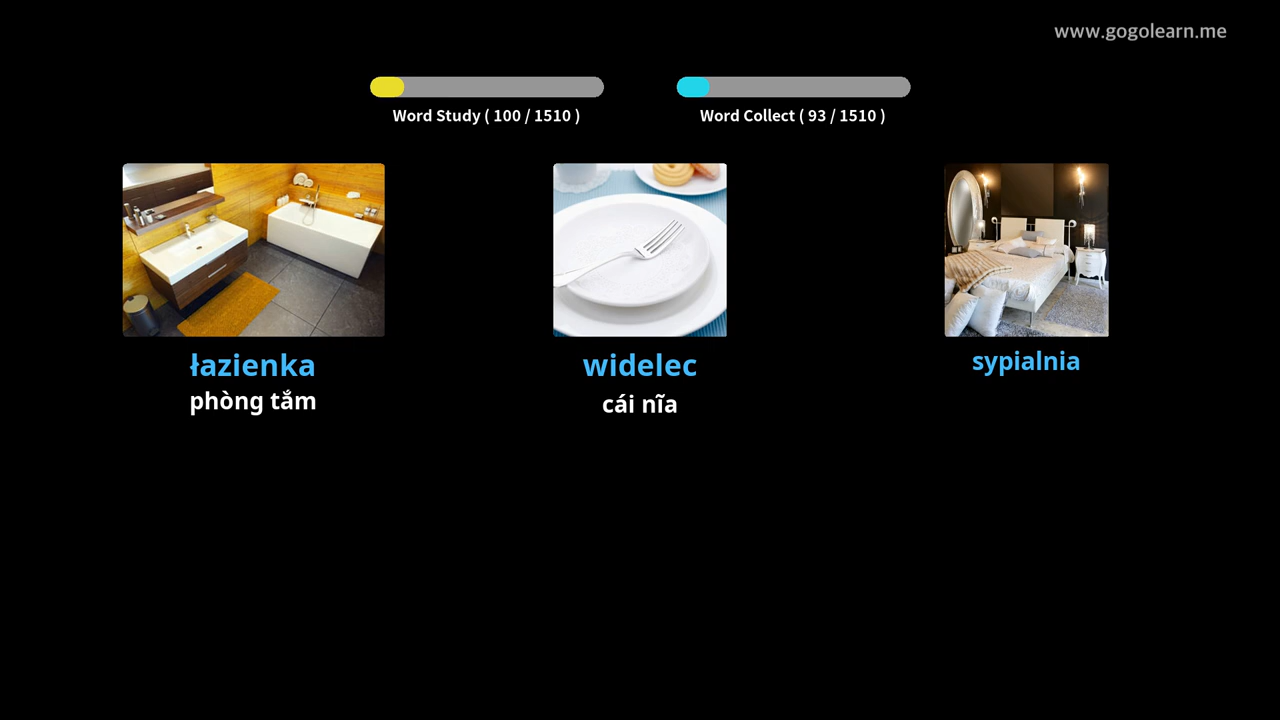 www.gogolearn.me
Word Study ( 100 / 1510 )
Word Collect ( 93 / 1510 )
łazienka
phòng tắm
widelec
cái nĩa
sypialnia